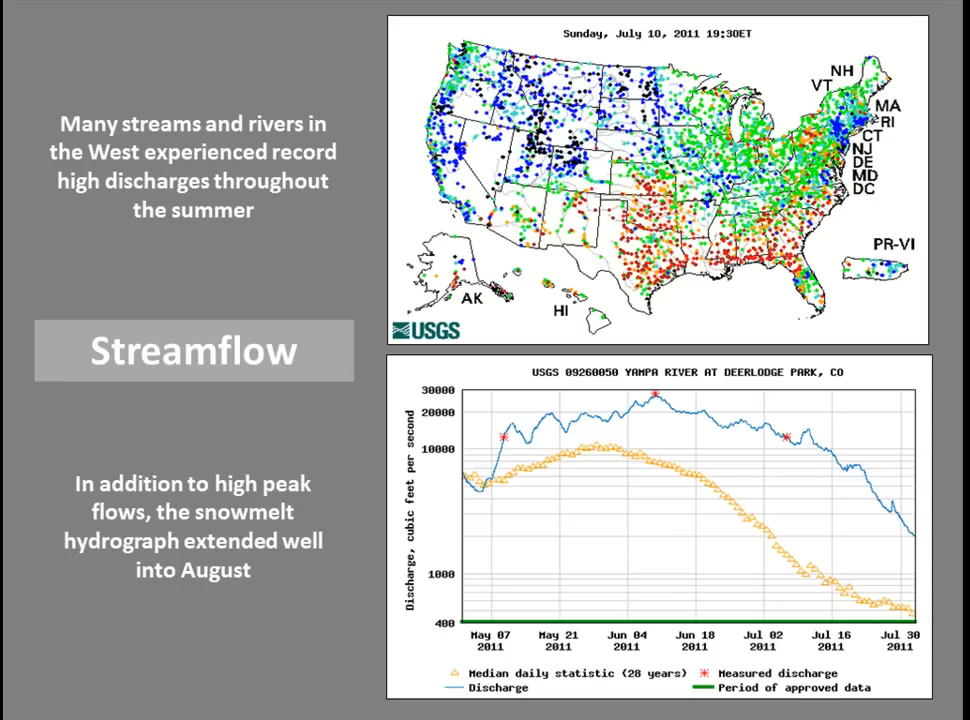 Many streams and rivers in
the West experienced record
high discharges throughout
the summer
Streamflow
In addition to high peak
flows, the snowmelt
hydrograph extended well
into August
Sunday, July 10, 2011 19:30ET
NH
VT
MA
RI
CT
NJ
DE
MD
DC
PR-VI
AK
HI
USGS
USGS 09260050 YAMPA RIVER AT DEERLODGE PARK, CO
Discharge, cubic feet per second
30000
20000
10000
1000
400
May 07 May 21 Jun 04 Jun 18 Jul 02 Jul 16 Jul 30
2011 2011 2011 2011 2011 2011 2011
Median daily statistic (28 years) Measured discharge
Discharge Period of approved data